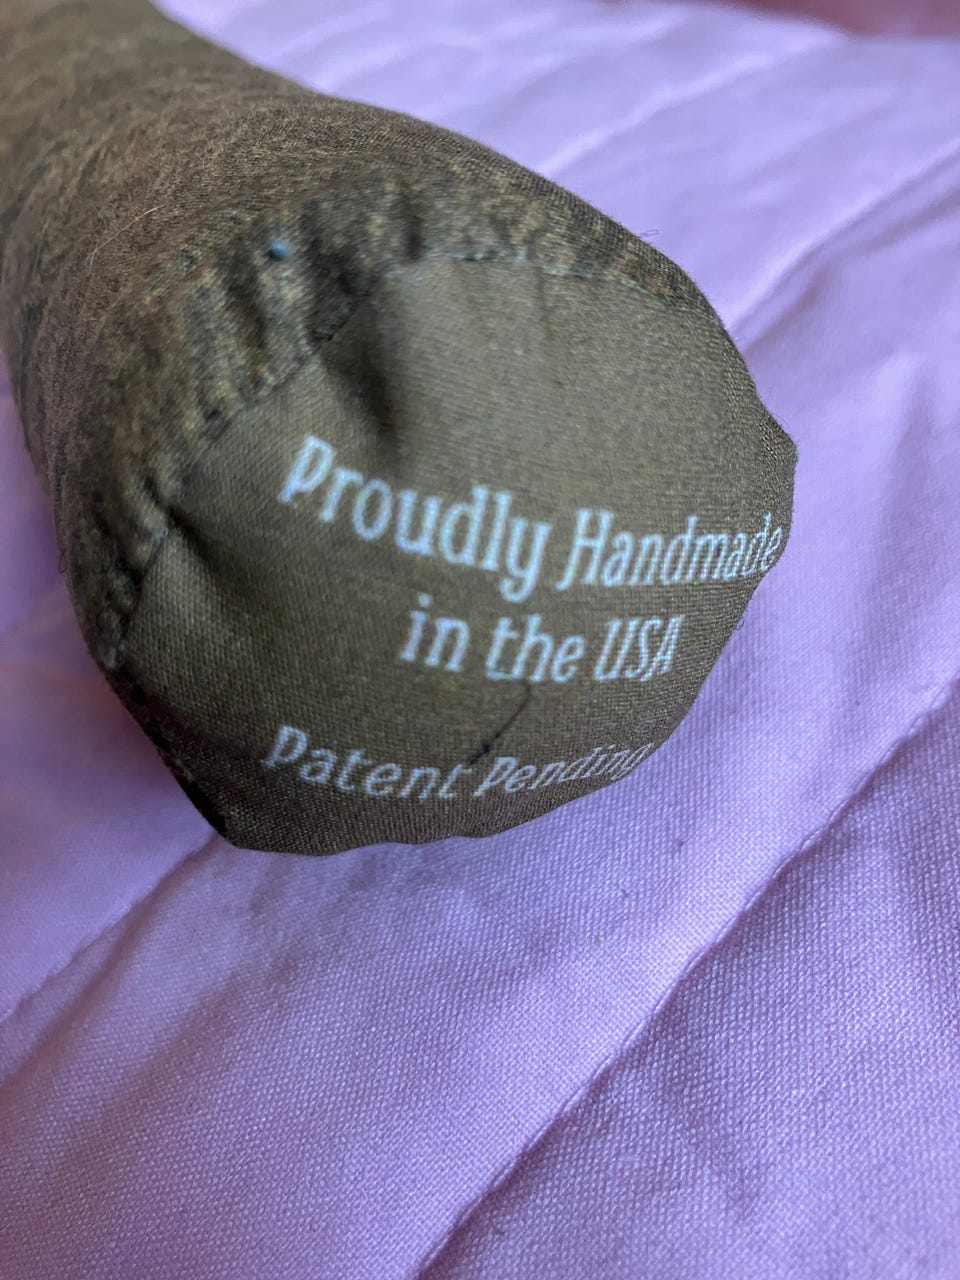 Proudly Handmade
in the USA
Patent Pending